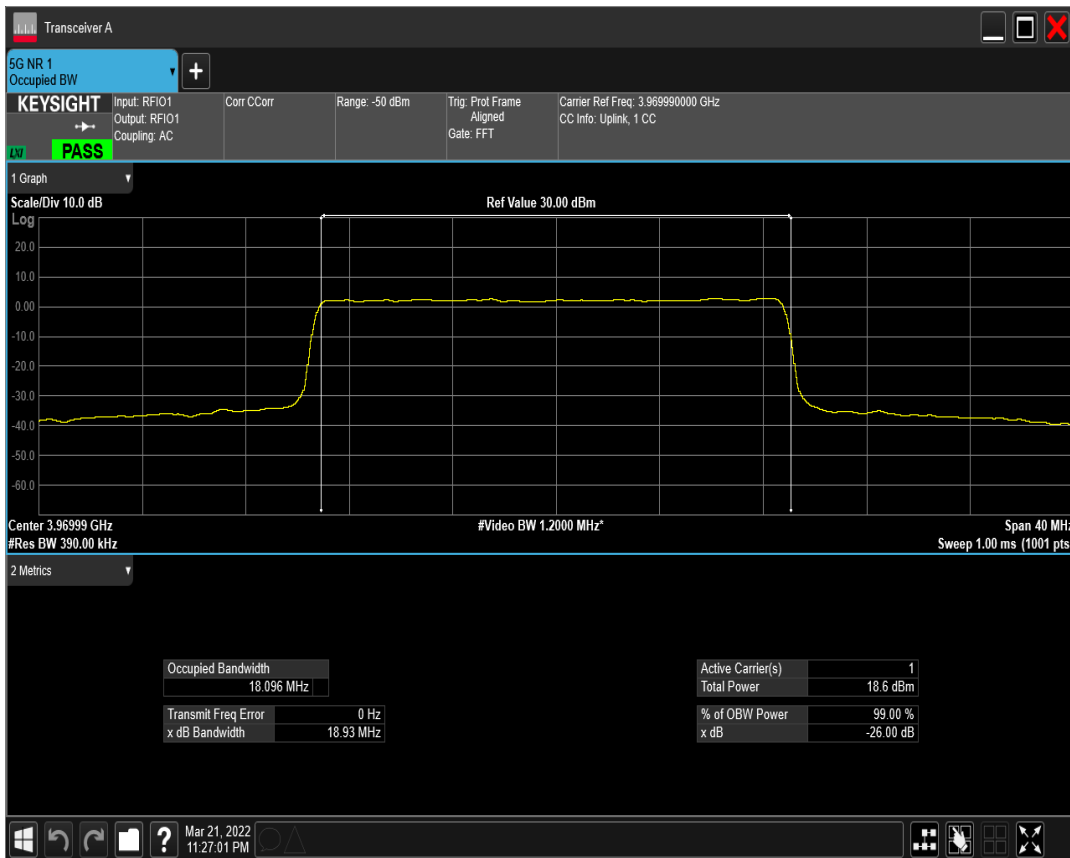 Transceiver A
5G NR 1
Occupied BW
KEYSIGHT
LXI
PASS
Input: RFIO1
Output: RFIO1
Coupling: AC
Corr CCorr
Range: -50 dBm
Trig: Prot Frame
Aligned
Gate: FFT
Carrier Ref Freq: 3.969990000 GHz
CC Info: Uplink, 1 CC
1 Graph
Scale/Div 10.0 dB
Ref Value 30.00 dBm
Log
20.0
10.0
0.00
-10.0
-20.0
-30.0
-40.0
-50.0
-60.0
Center 3.96999 GHz
#Video BW 1.2000 MHz*
Span 40 MHz
#Res BW 390.00 kHz
Sweep 1.00 ms (1001 pts
2 Metrics
Occupied Bandwidth
18.096 MHz
Transmit Freq Error 0 Hz
x dB Bandwidth 18.93 MHz
Active Carrier(s) 1
Total Power 18.6 dBm
% of OBW Power 99.00 %
x dB -26.00 dB
?
Mar 21, 2022
11:27:01 PM